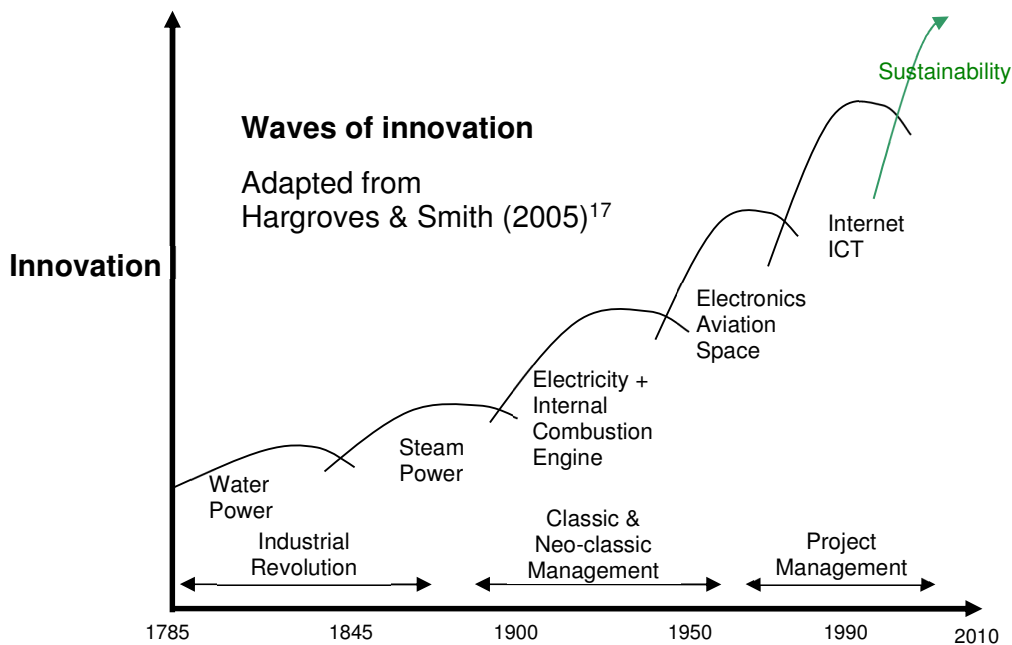 Sustainability
Waves of innovation
Adapted from
Hargroves & Smith (2005)17
Internet
ICT
Innovation
Electronics
Aviation
Space
Electricity +
Internal
Combustion
Engine
Steam
Power
Water
Power
Industrial
Revolution
Classic &
Neo-classic
Management
Project
Management
1785
1845
1900
1950
1990
2010